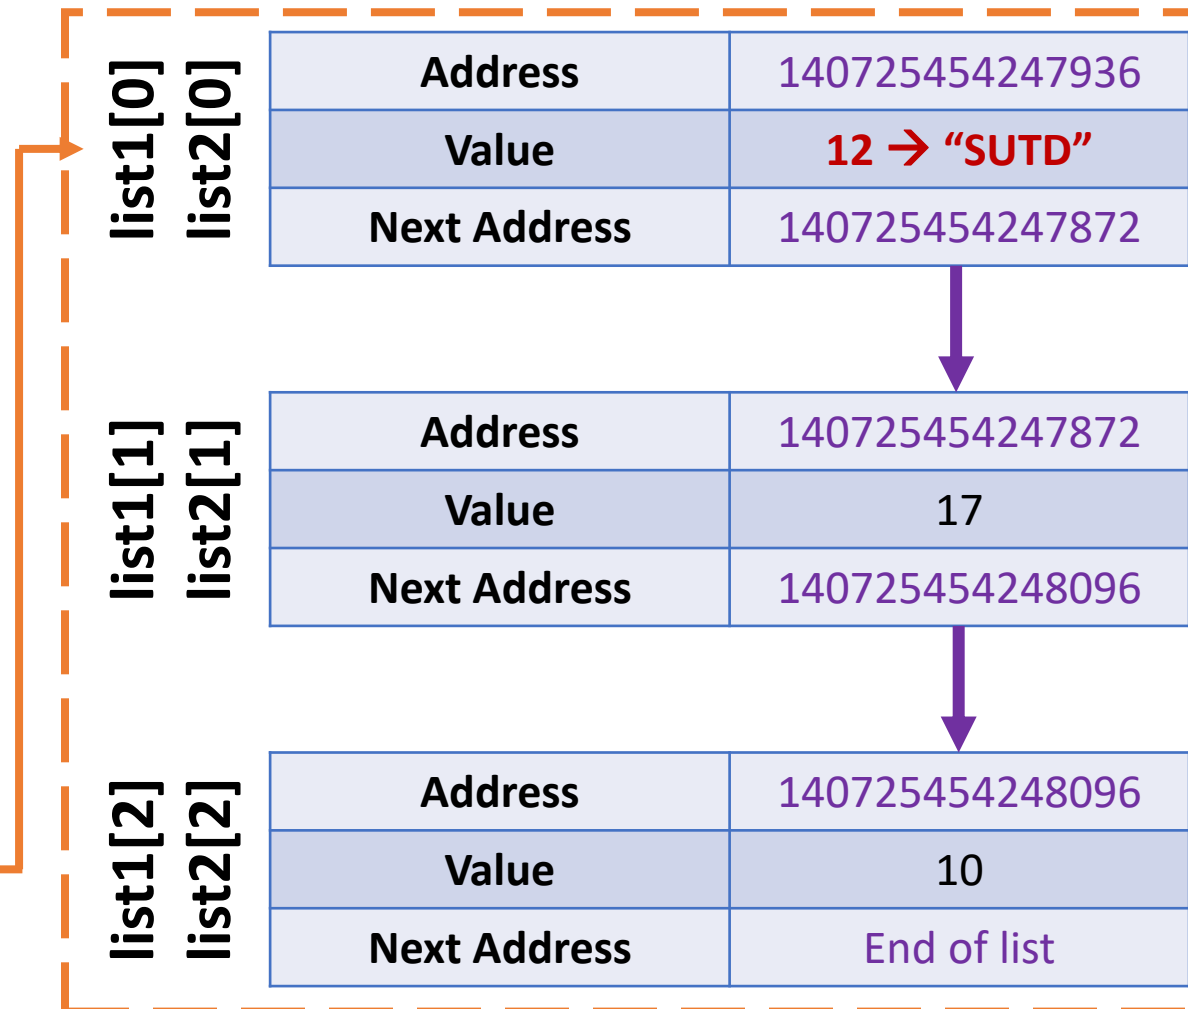 list1[0]
list2[0]
Address 140725454247936
Value 12 → “SUTD”
Next Address 140725454247872
list1[1]
list2[1]
Address 140725454247872
Value 17
Next Address 140725454248096
list1[2]
list2[2]
Address 140725454248096
Value 10
Next Address End of list